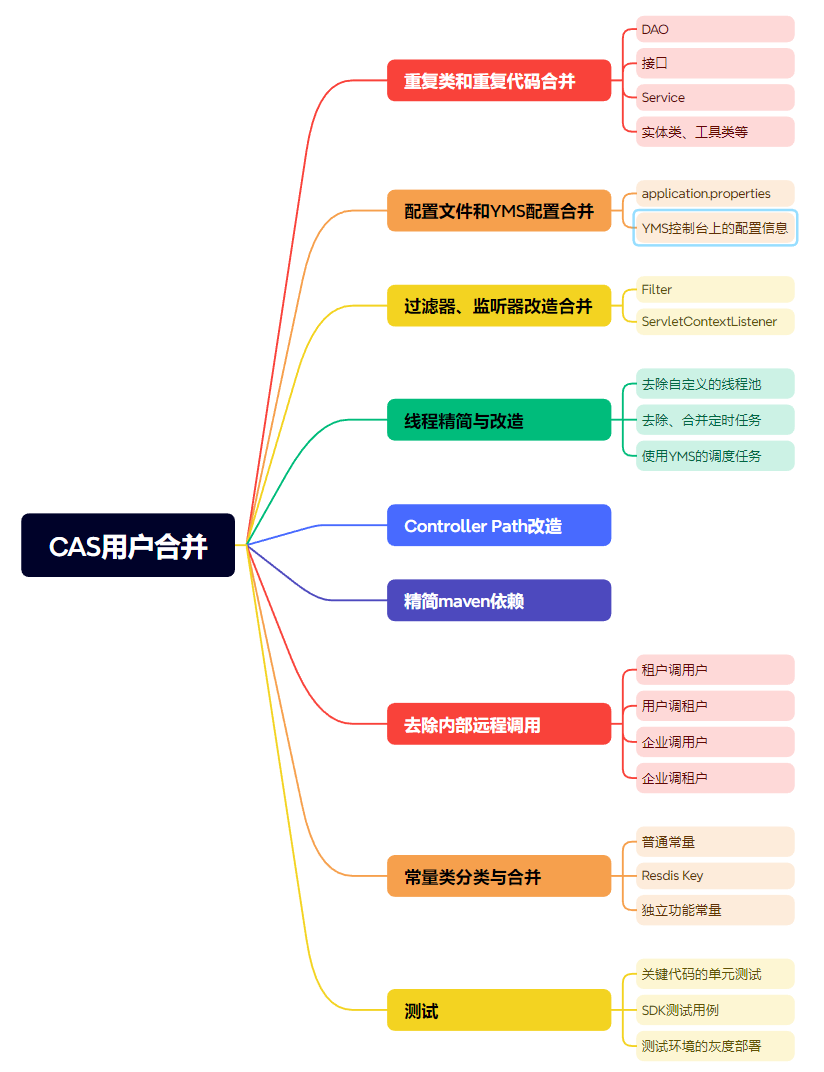 CAS用户合并
重复类和重复代码合并
DAO
接口
Service
实体类、工具类等
配置文件和YMS配置合并
application.properties
YMS控制台上的配置信息
过滤器、监听器改造合并
Filter
ServletContextListener
线程精简与改造
去除自定义的线程池
去除、合并定时任务
使用YMS的调度任务
Controller Path改造
精简maven依赖
去除内部远程调用
租户调用户
用户调租户
企业调用户
企业调租户
常量类分类与合并
普通常量
Resdis Key
独立功能常量
测试
关键代码的单元测试
SDK测试用例
测试环境的灰度部署